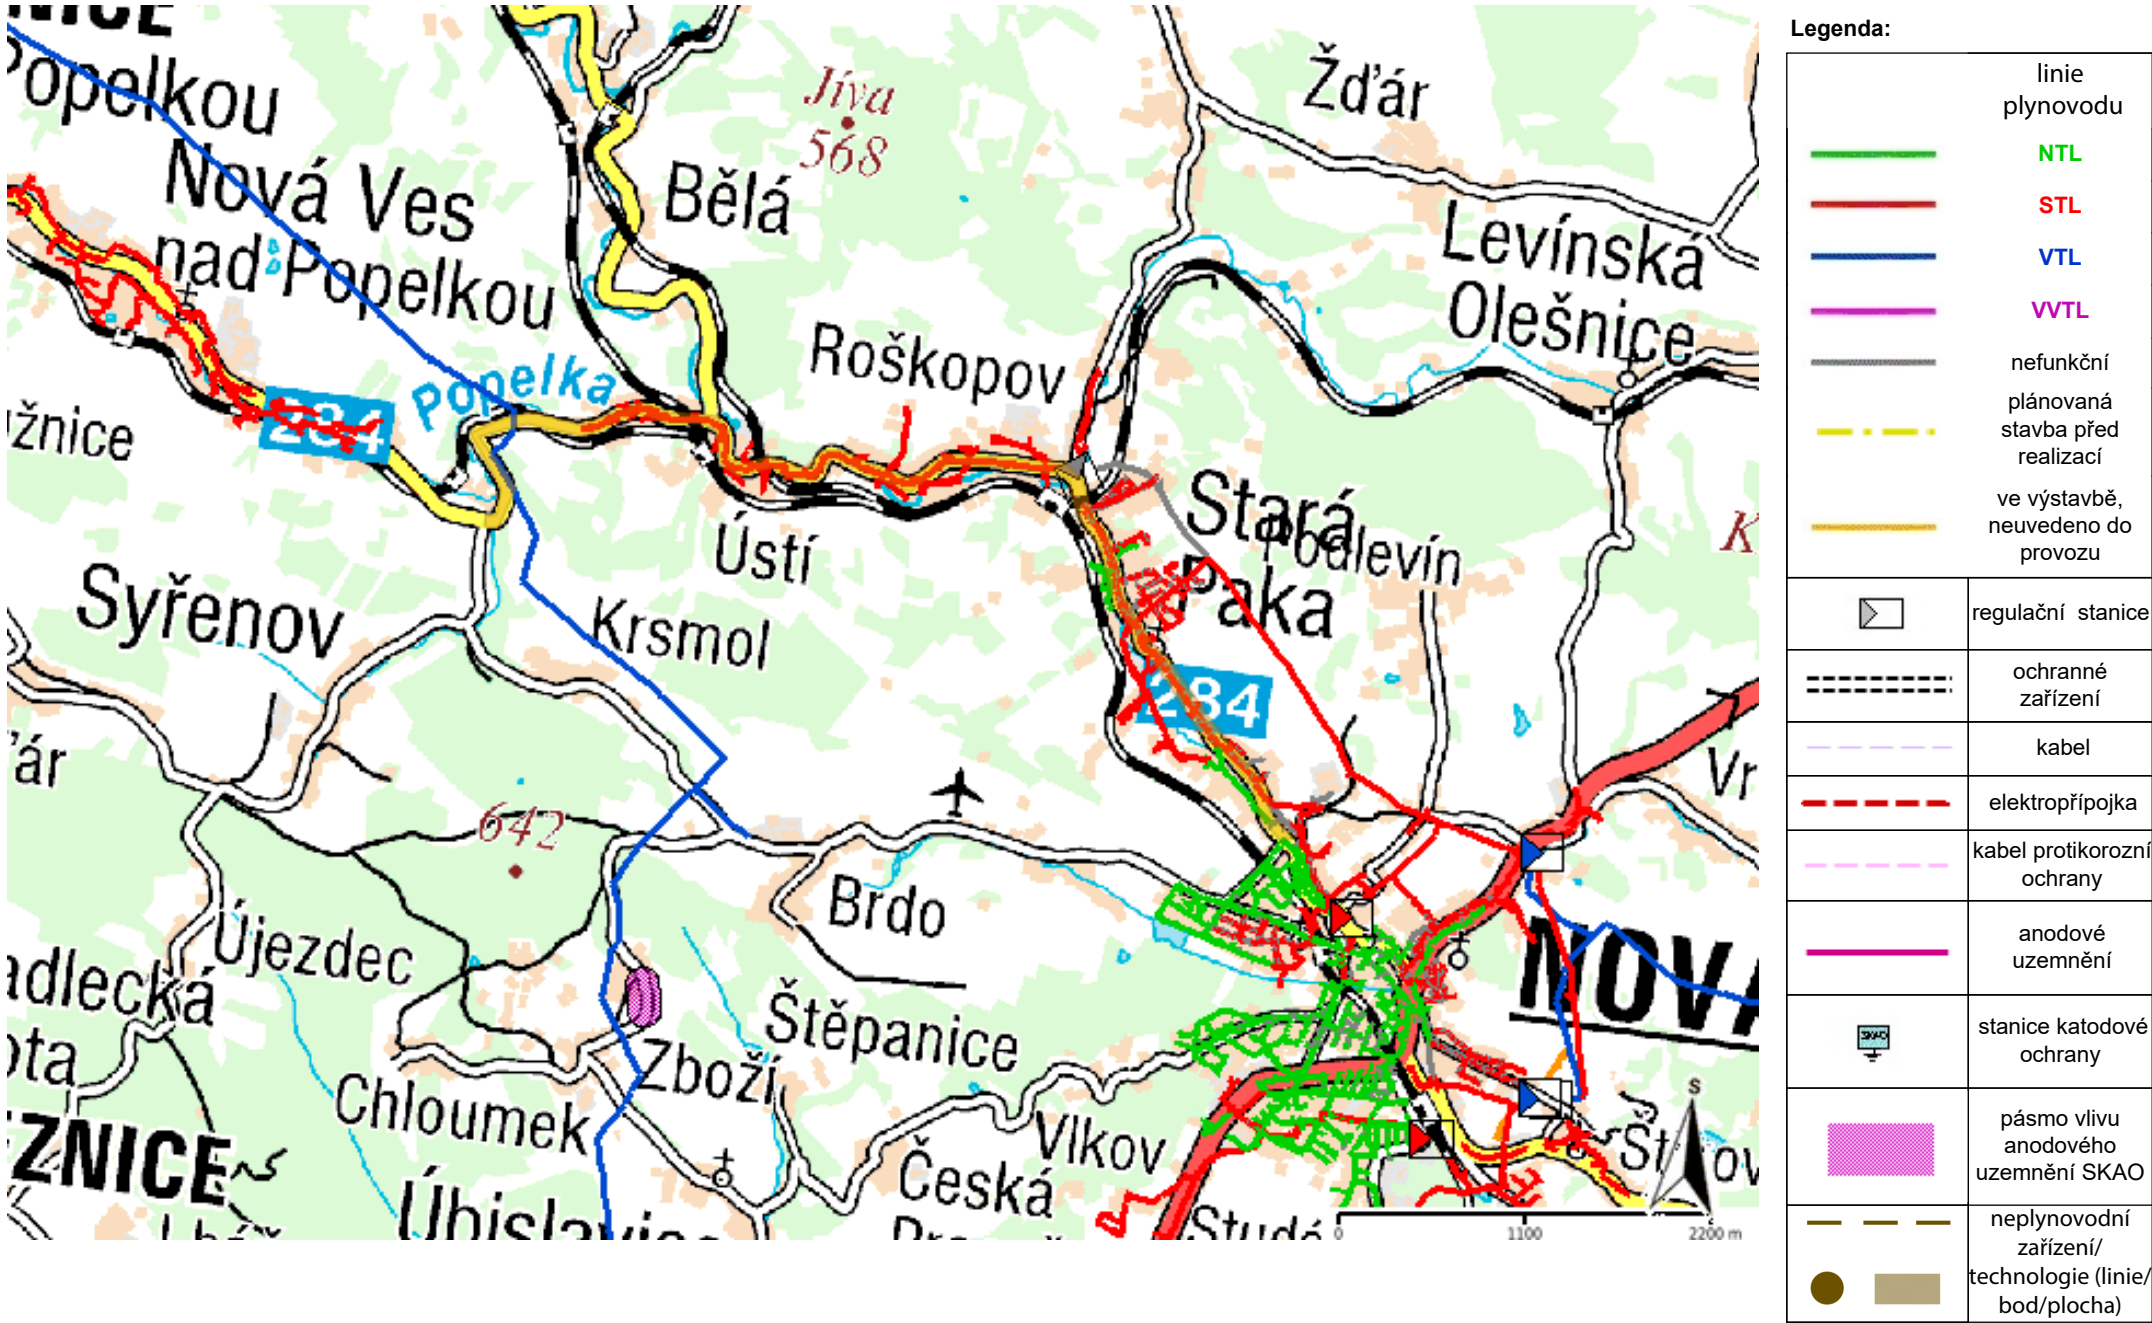 Popelkou
Nová Ves
nad Popelkou
Jíva
568
Bělá
Žďár
Levínská
Olešnice
Roškopov
Popelka
284
žnice
Ústí
Stará
Paka
Podlevín
Syřenov
Krsmol
284
ár
642
Brdo
Újezdec
adlecká
ota
Štěpanice
Zboží
Chloumek
Vlkov
Česká
NOVÁ
Studé
S
0 1100 2200 m
Legenda:
linie
plynovodu
NTL
STL
VTL
VVTL
nefunkční
plánovaná
stavba před
realizací
ve výstavbě,
neuvedeno do
provozu
regulační stanice
ochranné
zařízení
kabel
elektropřípojka
kabel protikorozní
ochrany
anodové
uzemnění
SKAO
stanice katodové
ochrany
pásmo vlivu
anodového
uzemnění SKAO
neplynovodní
zařízení/
technologie (linie/
bod/plocha)